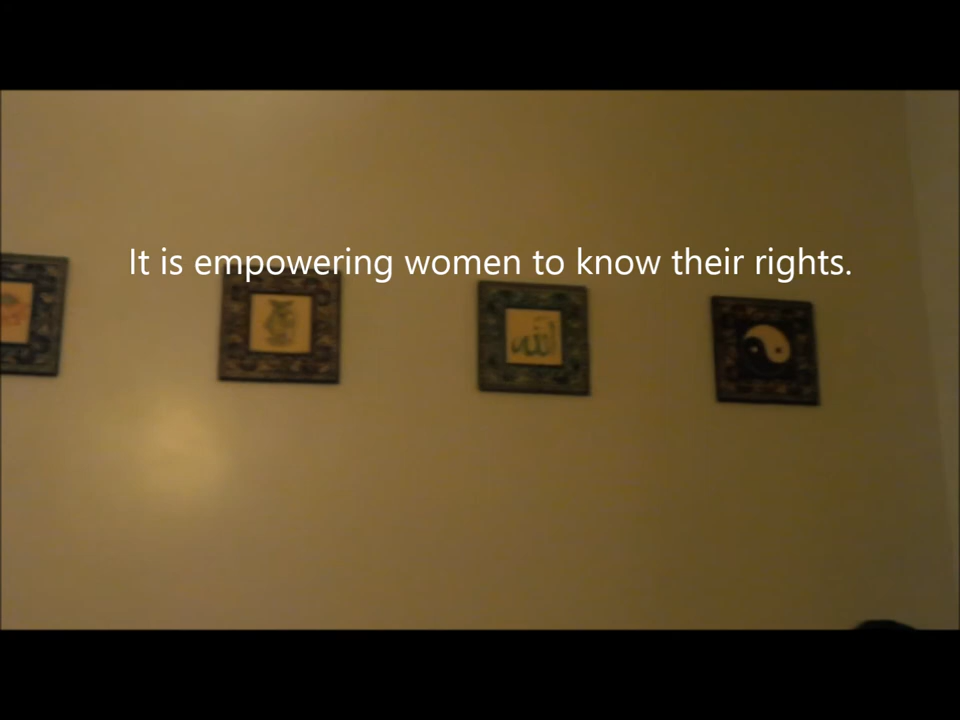 It is empowering women to know their rights.
الله